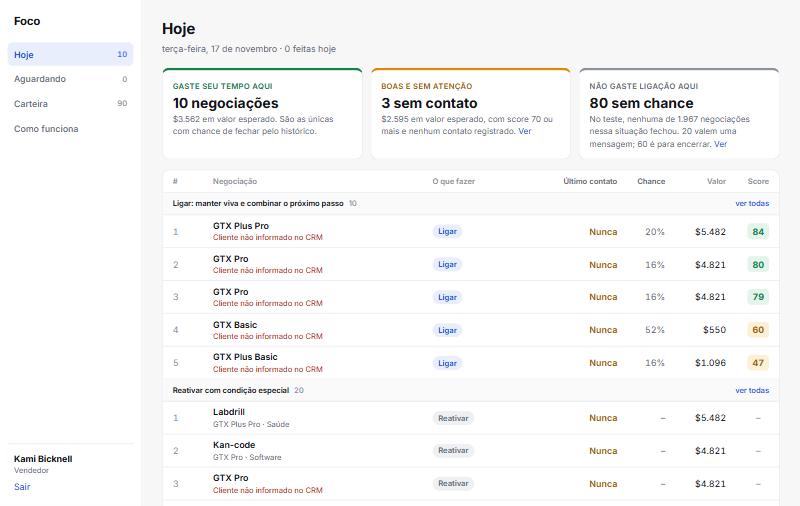 Foco
Hoje 10
Aguardando 0
Carteira 90
Como funciona
Kami Bicknell
Vendedor
Sair
Hoje
terça-feira, 17 de novembro · 0 feitas hoje
GASTE SEU TEMPO AQUI
10 negociações
$3.562 em valor esperado. São as únicas
com chance de fechar pelo histórico.
BOAS E SEM ATENÇÃO
3 sem contato
$2.595 em valor esperado, com score 70 ou
mais e nenhum contato registrado. Ver
NÃO GASTE LIGAÇÃO AQUI
80 sem chance
No teste, nenhuma de 1.967 negociações
nessa situação fechou. 20 valem uma
mensagem; 60 é para encerrar. Ver
# Negociação O que fazer Último contato Chance Valor Score
Ligar: manter viva e combinar o próximo passo 10 ver todas
1 GTX Plus Pro Ligar Nunca 20% $5.482 84
Cliente não informado no CRM
2 GTX Pro Ligar Nunca 16% $4.821 80
Cliente não informado no CRM
3 GTX Pro Ligar Nunca 16% $4.821 79
Cliente não informado no CRM
4 GTX Basic Ligar Nunca 52% $550 60
Cliente não informado no CRM
5 GTX Plus Basic Ligar Nunca 16% $1.096 47
Cliente não informado no CRM
Reativar com condição especial 20 ver todas
1 Labdrill Reativar Nunca – $5.482 –
GTX Plus Pro · Saúde
2 Kan-code Reativar Nunca – $4.821 –
GTX Pro · Software
3 GTX Pro Reativar Nunca – $4.821 –
Cliente não informado no CRM